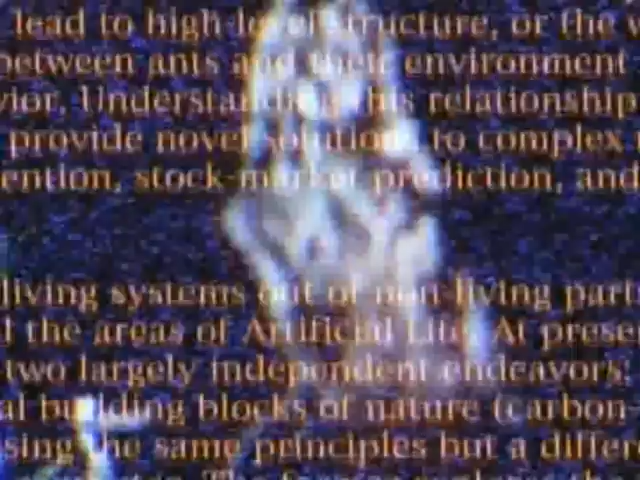 lead to high-level structure, or the
between ants and their environment
vior. Understanding this relationship
provide novel solutions to complex
ention, stock-market prediction, and
living systems out of non-living part
the areas of Artificial Life. At prese
two largely independent endeavors:
al building blocks of nature (carbon-
sing the same principles but a differ